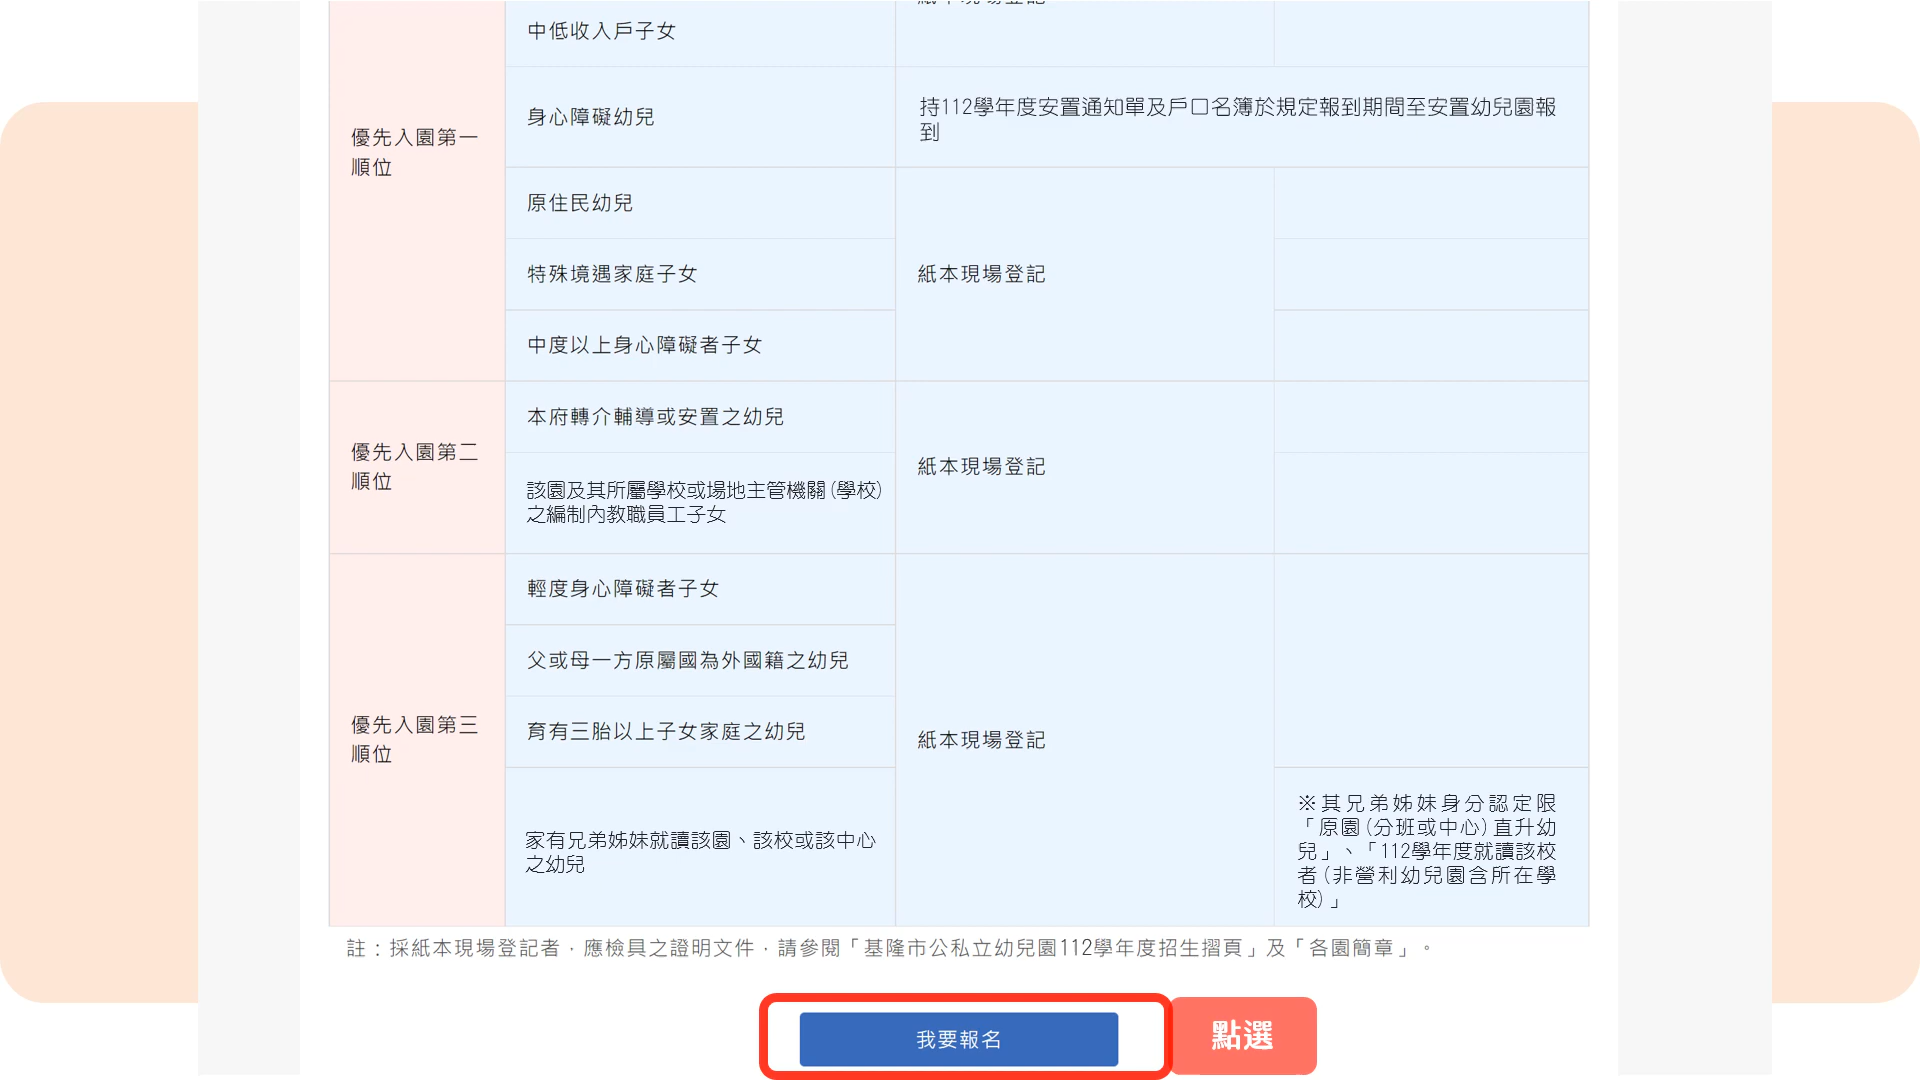 中低收入戶子女
優先入園第一
順位
身心障礙幼兒
持112學年度安置通知單及戶口名簿於規定報到期間至安置幼兒園報
到
原住民幼兒
特殊境遇家庭子女
紙本現場登記
中度以上身心障礙者子女
優先入園第二
順位
本府轉介輔導或安置之幼兒
紙本現場登記
該園及其所屬學校或場地主管機關(學校)
之編制內教職員工子女
優先入園第三
順位
輕度身心障礙者子女
父或母一方原屬國為外國籍之幼兒
育有三胎以上子女家庭之幼兒
紙本現場登記
家有兄弟姊妹就讀該園、該校或該中心
之幼兒
※其兄弟姊妹身分認定限
「原園(分班或中心)直升幼
兒」、「112學年度就讀該校
者(非營利幼兒園含所在學
校)」
註：採紙本現場登記者，應檢具之證明文件，請參閱「基隆市公私立幼兒園112學年度招生摺頁」及「各園簡章」。
我要報名
點選